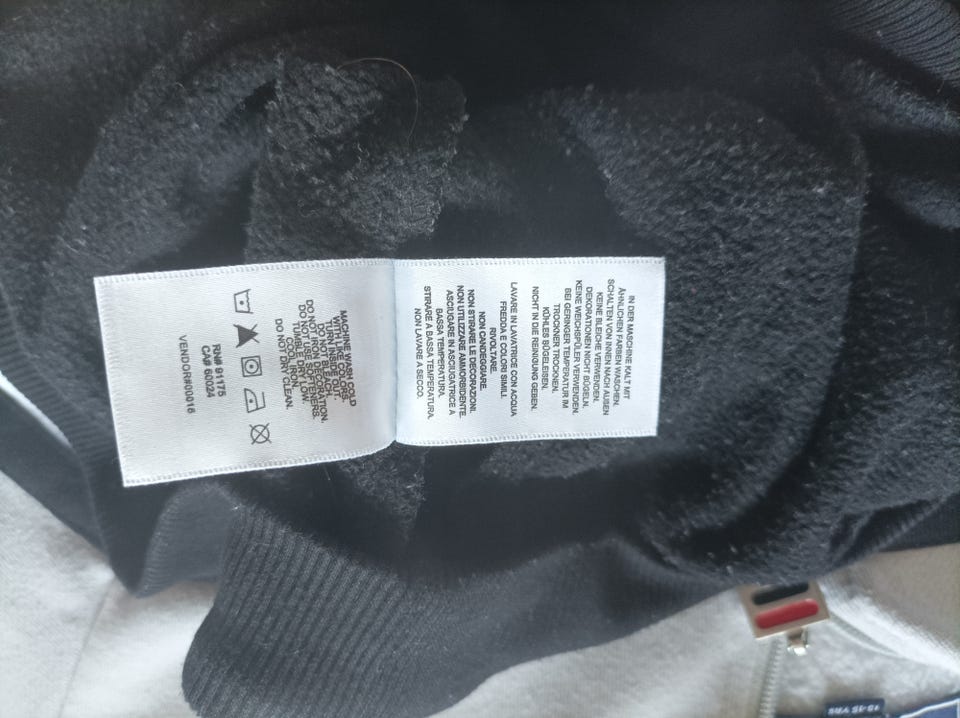 MACHINE WASH COLD
WITH LIKE COLORS.
TURN INSIDE OUT.
DO NOT BLEACH.
DO NOT IRON DECORATION.
DO NOT USE SOFTENERS.
TUMBLE DRY LOW.
COOL IRON.
DO NOT DRY CLEAN.
RN# 91175
CA# 60024
VENDOR#00016
IN DER MASCHINE KALT MIT
ÄHNLICHEN FARBEN WASCHEN.
SCHALTEN VON INNEN NACH AUßEN
KEINE BLEICHE VERWENDEN.
DEKORATIONEN NICHT BÜGELN.
KEINE WEICHSPÜLER VERWENDEN.
BEI GERINGER TEMPERATUR IM
TROCKNER TROCKNEN.
KÜHLES BÜGELEISEN.
NICHT IN DIE REINIGUNG GEBEN.
LAVARE IN LAVATRICE CON ACQUA
FREDDA E COLORI SIMILI.
RIVOLTARE.
NON CANDEGGIARE.
NON STIRARE LE DECORAZIONI.
NON UTILIZZARE AMMORBIDENTE.
ASCIUGARE IN ASCIUGATRICE A
BASSA TEMPERATURA.
STIRARE A BASSA TEMPERATURA.
NON LAVARE A SECCO.
YRS